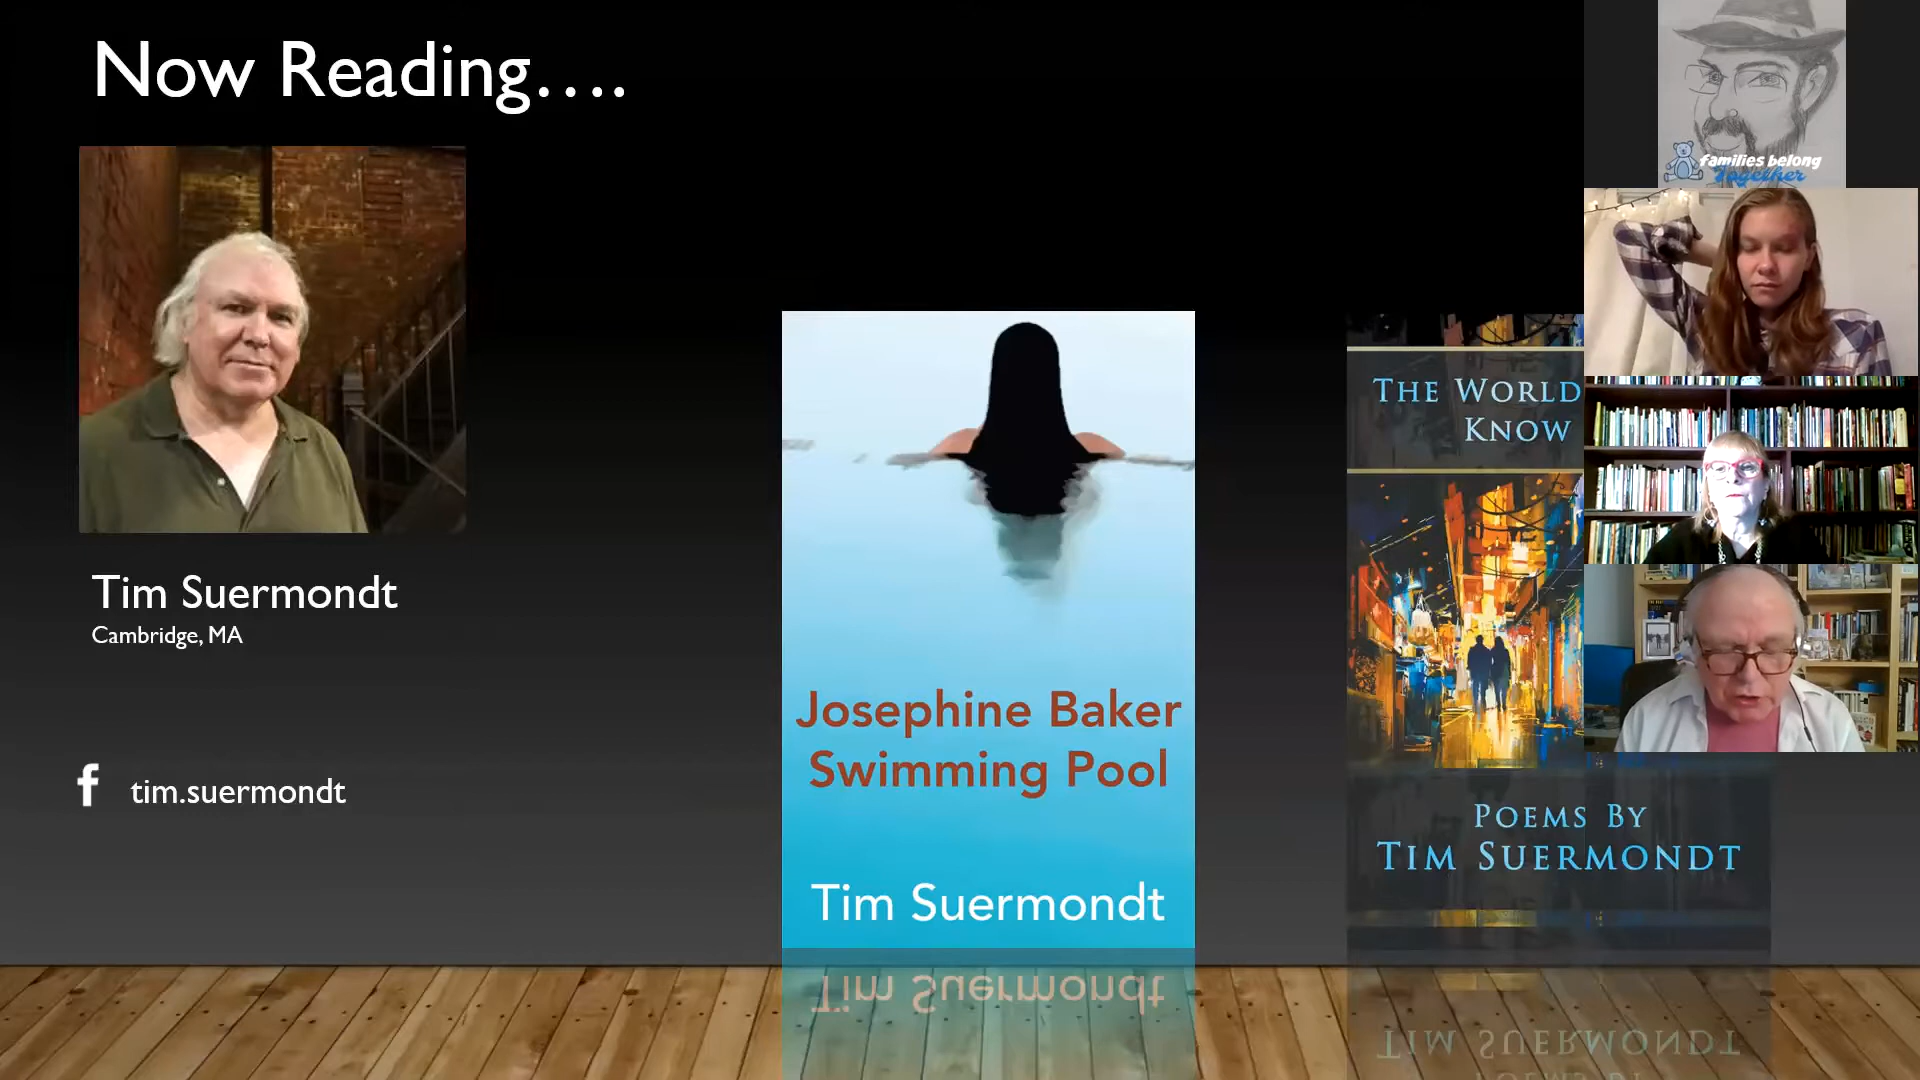 Now Reading....
Tim Suermondt
Cambridge, MA
tim.suermondt
Josephine Baker
Swimming Pool
Tim Suermondt
THE WORLD
KNOW
POEMS BY
TIM SUERMONDT
families belong
Together